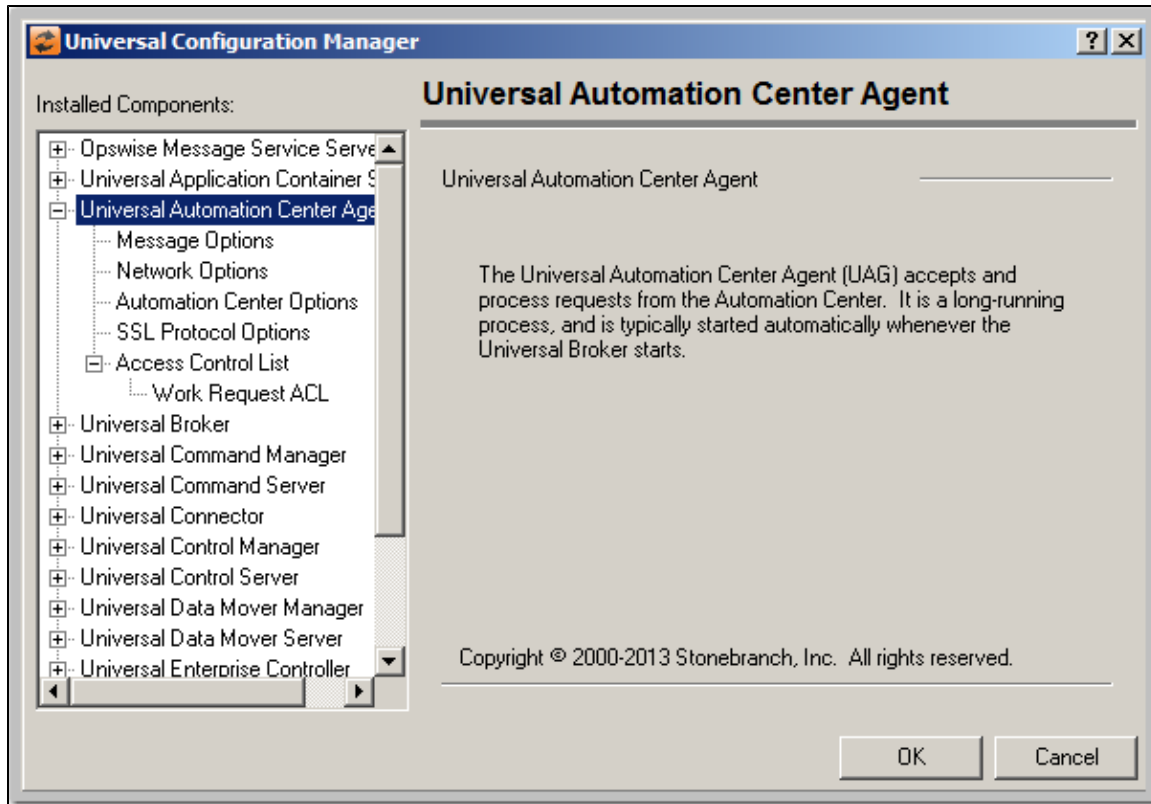 Universal Configuration Manager
Installed Components:
Opswise Message Service Serve
Universal Application Container S
Universal Automation Center Age
Message Options
Network Options
Automation Center Options
SSL Protocol Options
Access Control List
Work Request ACL
Universal Broker
Universal Command Manager
Universal Command Server
Universal Connector
Universal Control Manager
Universal Control Server
Universal Data Mover Manager
Universal Data Mover Server
Universal Enterprise Controller
Universal Automation Center Agent
Universal Automation Center Agent
The Universal Automation Center Agent (UAG) accepts and
process requests from the Automation Center. It is a long-running
process, and is typically started automatically whenever the
Universal Broker starts.
Copyright © 2000-2013 Stonebranch, Inc. All rights reserved.
OK
Cancel